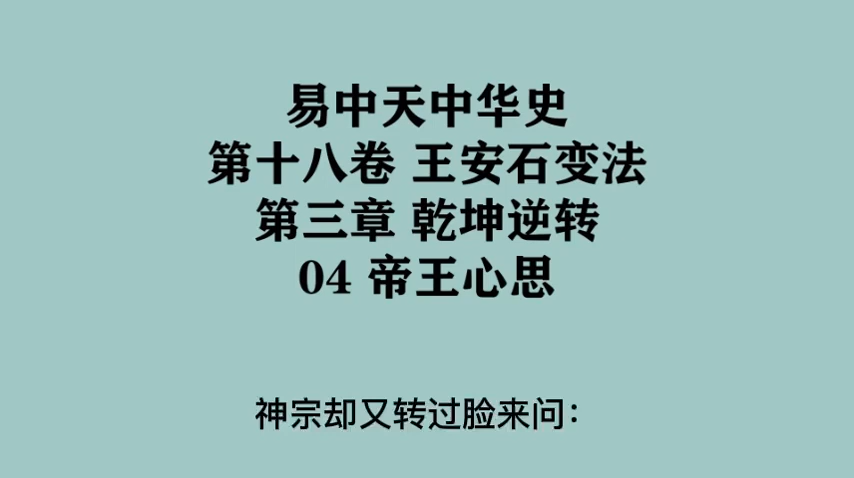 易中天中华史
第十八卷 王安石变法
第三章 乾坤逆转
04 帝王心思
神宗却又转过脸来问：